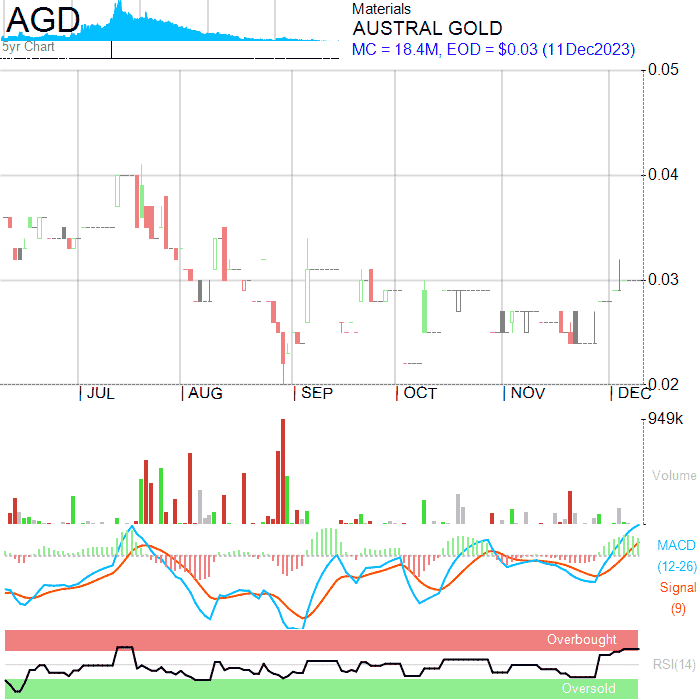 AGD
5yr Chart
Materials
AUSTRAL GOLD
MC = 18.4M, EOD = $0.03 (11Dec2023)
0.05
0.04
0.03
0.02
JUL AUG SEP OCT NOV DEC
949k
Volume
MACD
(12-26)
Signal
(9)
Overbought
RSI(14)
Oversold